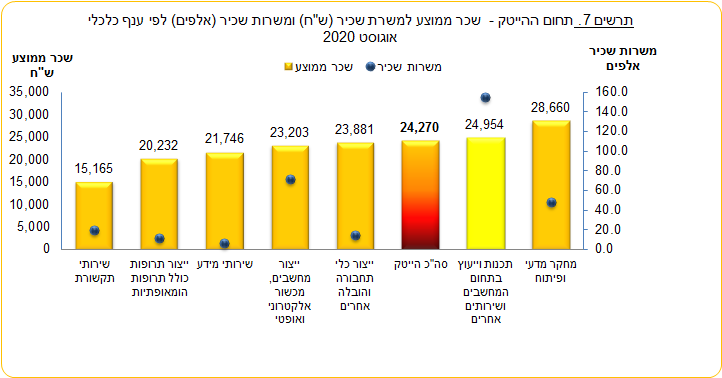 תרשים 7. תחום ההייטק - שכר ממוצע למשרת שכיר (ש"ח) ומשרות שכיר (אלפים) לפי ענף כלכלי
אוגוסט 2020
משרות שכיר
אלפים
שכר ממוצע
ש"ח
משרות שכיר
שכר ממוצע
35,000
30,000
25,000
20,000
15,000
10,000
5,000
0
160.0
140.0
120.0
100.0
80.0
60.0
40.0
20.0
0.0
28,660
24,954
24,270
23,881
23,203
21,746
20,232
15,165
מחקר מדעי
ופיתוח
תכנות וייעוץ
בתחום
המחשבים
ושירותים
אחרים
סה"כ הייטק
ייצור כלי
תחבורה
והובלה
אחרים
ייצור
מחשבים,
מכשור
אלקטרוני
ואופטי
שירותי מידע
ייצור תרופות
כולל תרופות
הומאופתיות
שירותי
תקשורת